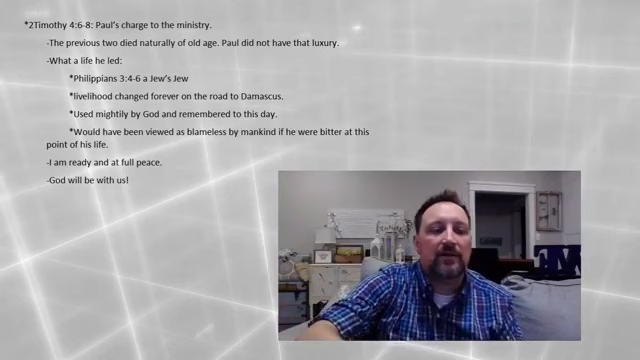 *2Timothy 4:6-8: Paul's charge to the ministry.
-The previous two died naturally of old age. Paul did not have that luxury.
-What a life he led:
*Philippians 3:4-6 a Jew's Jew
*livelihood changed forever on the road to Damascus.
*Used mightily by God and remembered to this day.
*Would have been viewed as blameless by mankind if he were bitter at this
point of his life.
-I am ready and at full peace.
-God will be with us!